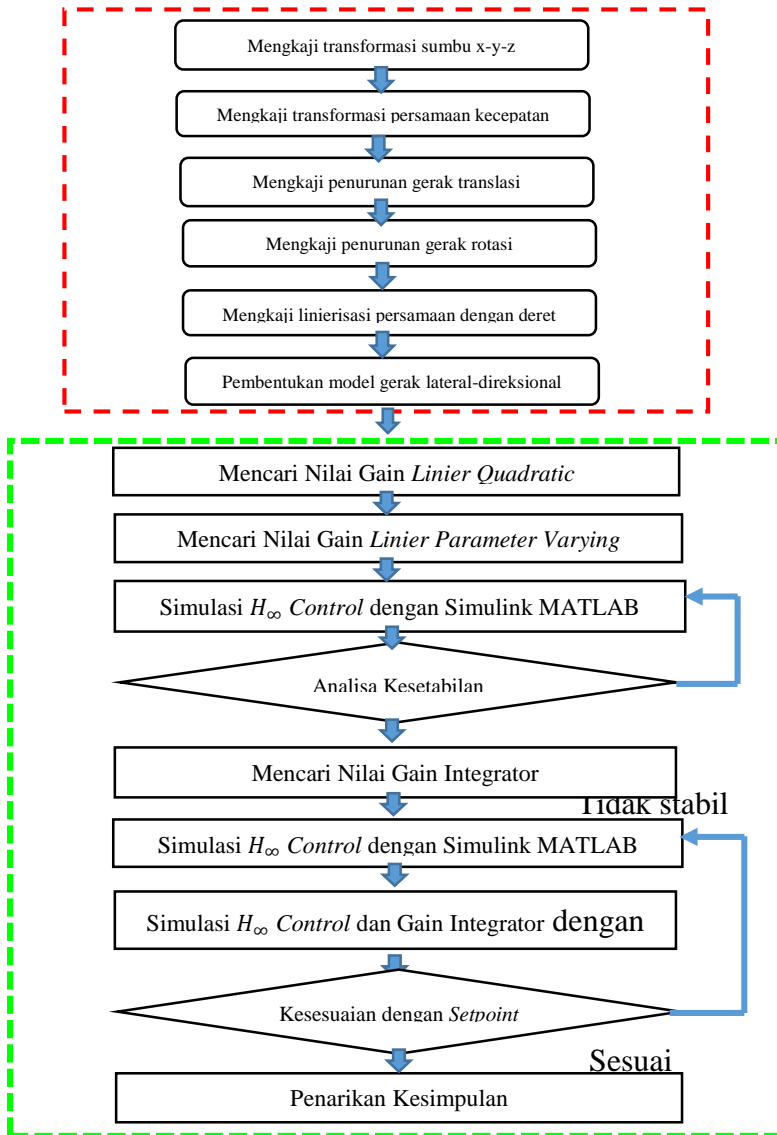 Mengkaji transformasi sumbu x-y-z
Mengkaji transformasi persamaan kecepatan
Mengkaji penurunan gerak translasi
Mengkaji penurunan gerak rotasi
Mengkaji linierisasi persamaan dengan deret
Pembentukan model gerak lateral-direksional
Mencari Nilai Gain Linier Quadratic
Mencari Nilai Gain Linier Parameter Varying
Simulasi H∞ Control dengan Simulink MATLAB
Analisa Kesetabilan
Mencari Nilai Gain Integrator
Tidak stabil
Simulasi H∞ Control dengan Simulink MATLAB
Simulasi H∞ Control dan Gain Integrator dengan
Kesesuaian dengan Setpoint
Sesuai
Penarikan Kesimpulan